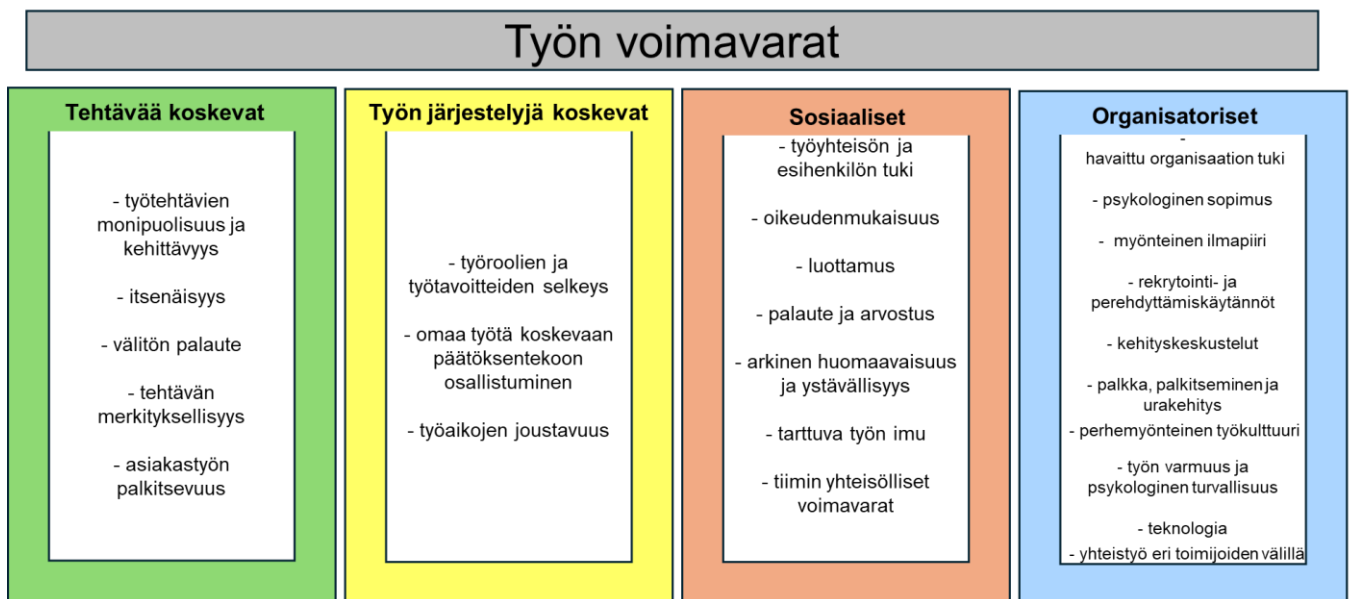 Työn voimavarat
Tehtävää koskevat
- työtehtävien
monipuolisuus ja
kehittävyys
- itsenäisyys
- välitön palaute
- tehtävän
merkityksellisyys
- asiakastyön
palkitsevuus
Työn järjestelyjä koskevat
- työroolien ja
työtavoitteiden selkeys
- omaa työtä koskevaan
päätöksentekoon
osallistuminen
- työaikojen joustavuus
Sosiaaliset
- työyhteisön ja
esihenkilön tuki
- oikeudenmukaisuus
- luottamus
- palaute ja arvostus
- arkinen huomaavaisuus
ja ystävällisyys
- tarttuva työn imu
- tiimin yhteisölliset
voimavarat
Organisatoriset
-
havaittu organisaation tuki
- psykologinen sopimus
- myönteinen ilmapiiri
- rekrytointi- ja
perehdyttämiskäytännöt
- kehityskeskustelut
- palkka, palkitseminen ja
urakehitys
- perhemyönteinen työkulttuuri
- työn varmuus ja
psykologinen turvallisuus
- teknologia
- yhteistyö eri toimijoiden välillä